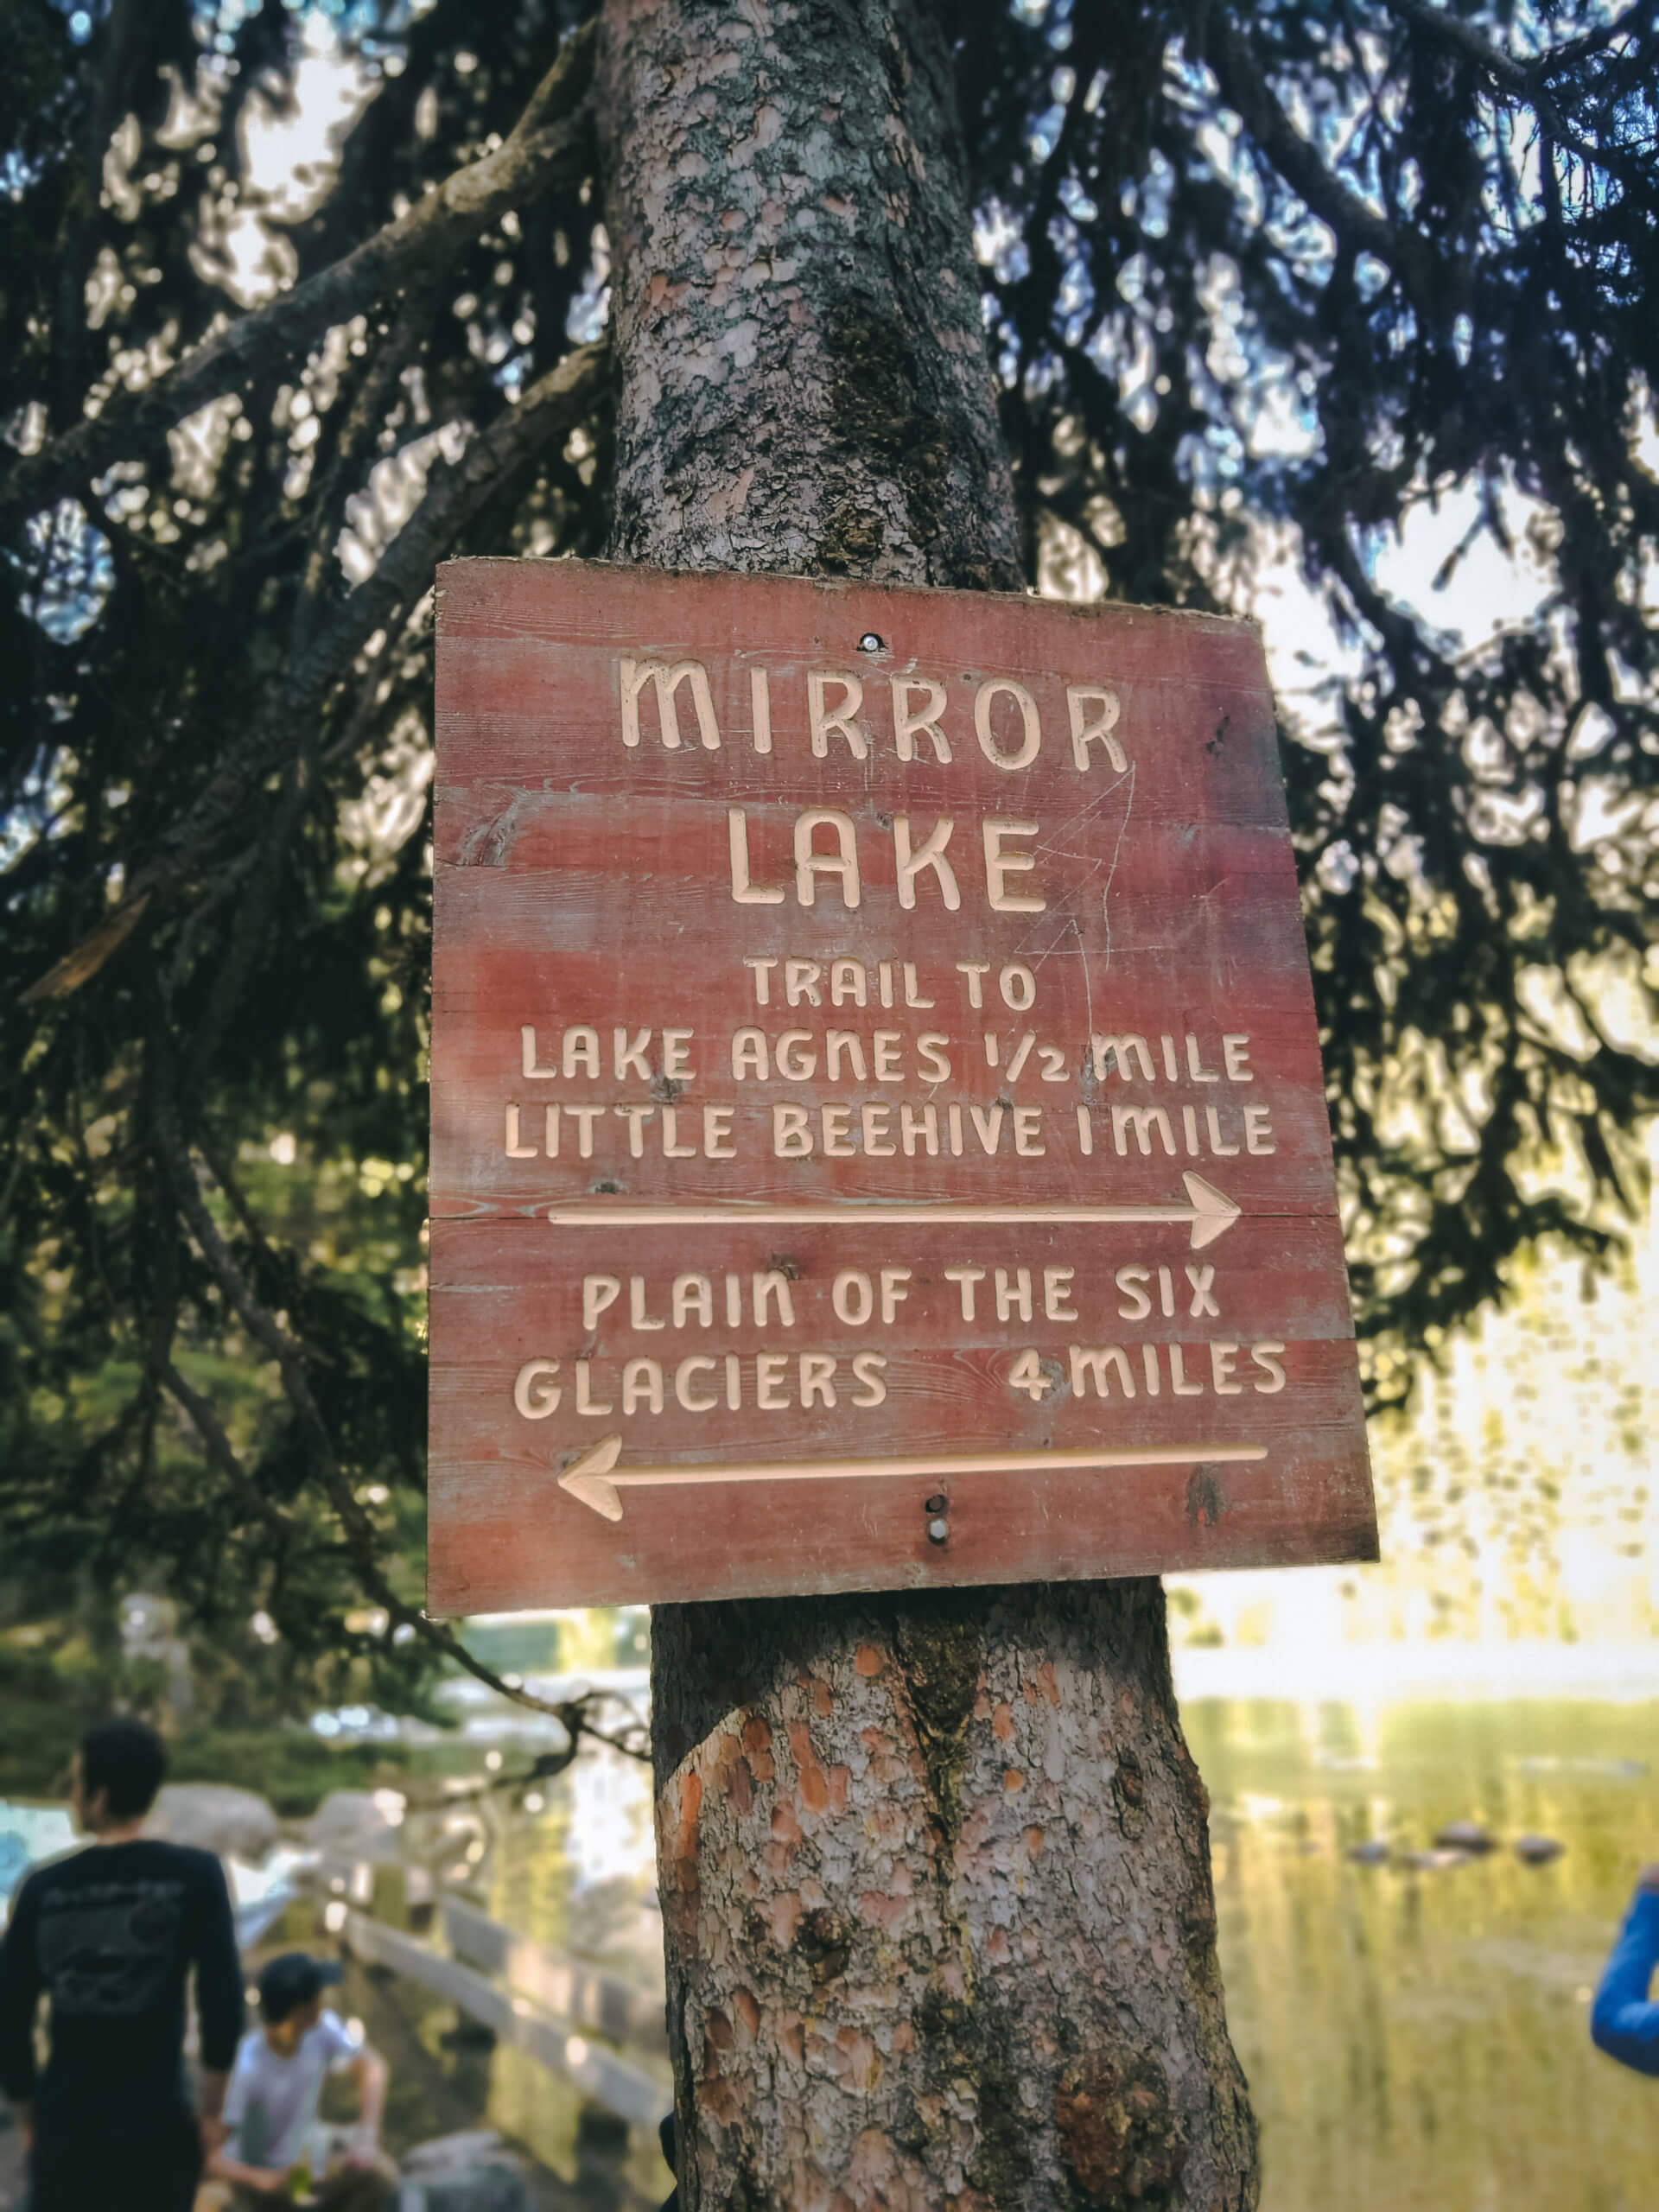 MIRROR
LAKE
TRAIL TO
LAKE AGNES 1/2 MILE
LITTLE BEEHIVE 1 MILE
PLAIN OF THE SIX
GLACIERS 4 MILES